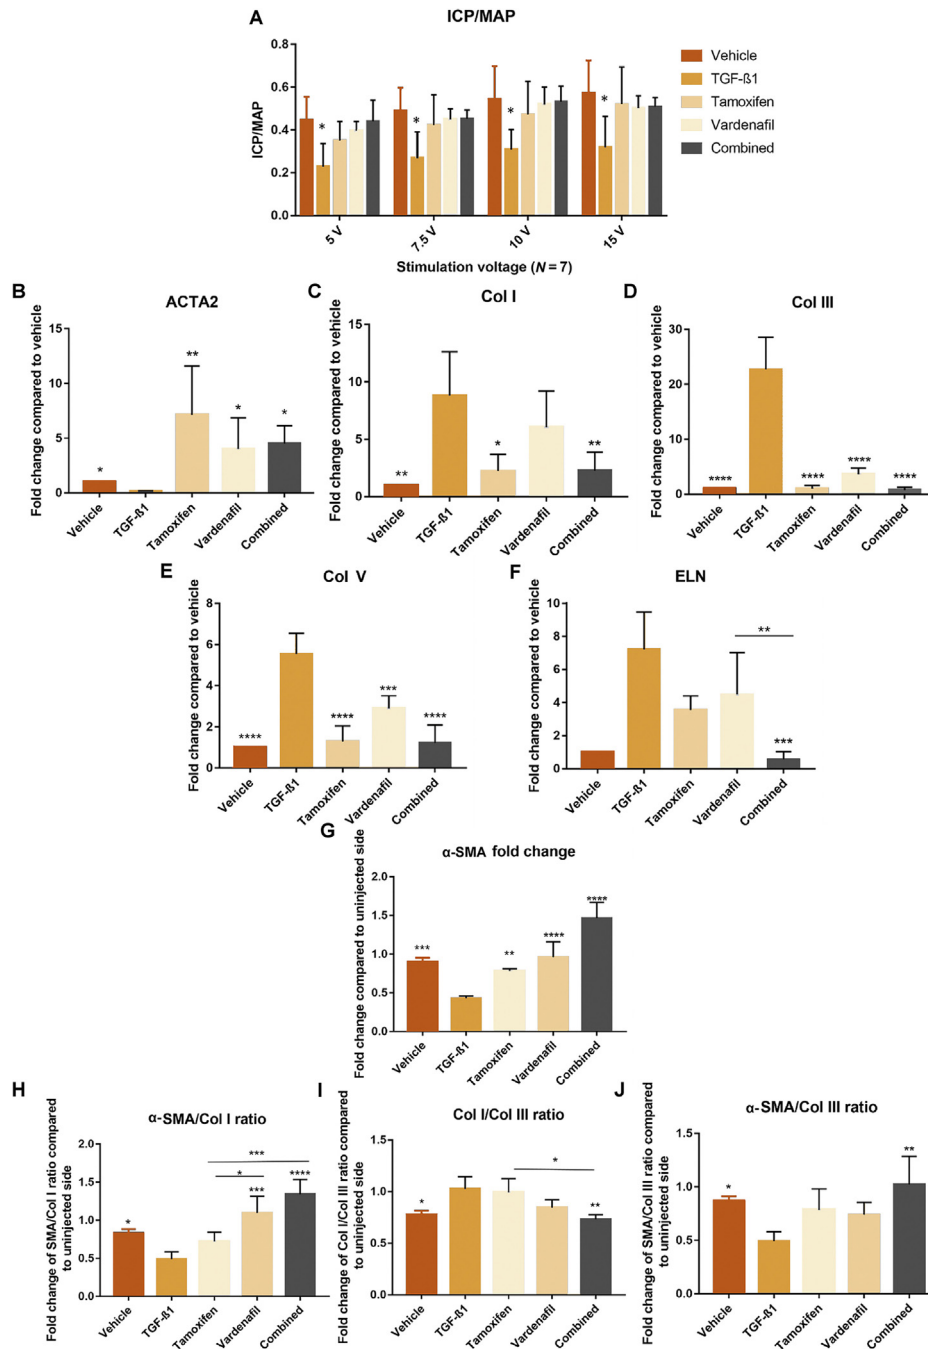 A
ICP/MAP
ICP/MAP
0.8
0.6
0.4
0.2
0.0
* * * *
5 V 7.5 V 10 V 15 V
Stimulation voltage (N = 7)
Vehicle
TGF-ß1
Tamoxifen
Vardenafil
Combined
B
ACTA2
Fold change compared to vehicle
15
10
5
0
* ** * *
Vehicle TGF-ß1 Tamoxifen Vardenafil Combined
C
Col I
Fold change compared to vehicle
15
10
5
0
** * **
Vehicle TGF-ß1 Tamoxifen Vardenafil Combined
D
Col III
Fold change compared to vehicle
30
20
10
0
**** **** **** ****
Vehicle TGF-ß1 Tamoxifen Vardenafil Combined
E
Col V
Fold change compared to vehicle
8
6
4
2
0
**** **** *** ****
Vehicle TGF-ß1 Tamoxifen Vardenafil Combined
F
ELN
Fold change compared to vehicle
10
8
6
4
2
0
**
***
Vehicle TGF-ß1 Tamoxifen Vardenafil Combined
G
α-SMA fold change
Fold change compared to uninjected side
2.0
1.5
1.0
0.5
0.0
*** ** **** ****
Vehicle TGF-ß1 Tamoxifen Vardenafil Combined
H
α-SMA/Col I ratio
Fold change of SMA/Col I ratio compared
to uninjected side
2.0
1.5
1.0
0.5
0.0
***
*
* *** ****
Vehicle TGF-ß1 Tamoxifen Vardenafil Combined
I
Col I/Col III ratio
Fold change of Col I/Col III ratio compared
to uninjected side
2.0
1.5
1.0
0.5
0.0
*
* **
Vehicle TGF-ß1 Tamoxifen Vardenafil Combined
J
α-SMA/Col III ratio
Fold change of SMA/Col III ratio compared
to uninjected side
1.5
1.0
0.5
0.0
* **
Vehicle TGF-ß1 Tamoxifen Vardenafil Combined